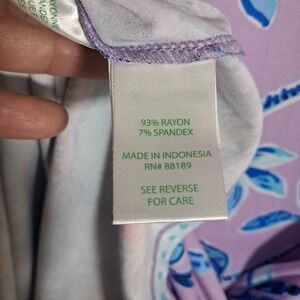 93% RAYON
7% SPANDEX
MADE IN INDONESIA
RN# 88189
SEE REVERSE
FOR CARE